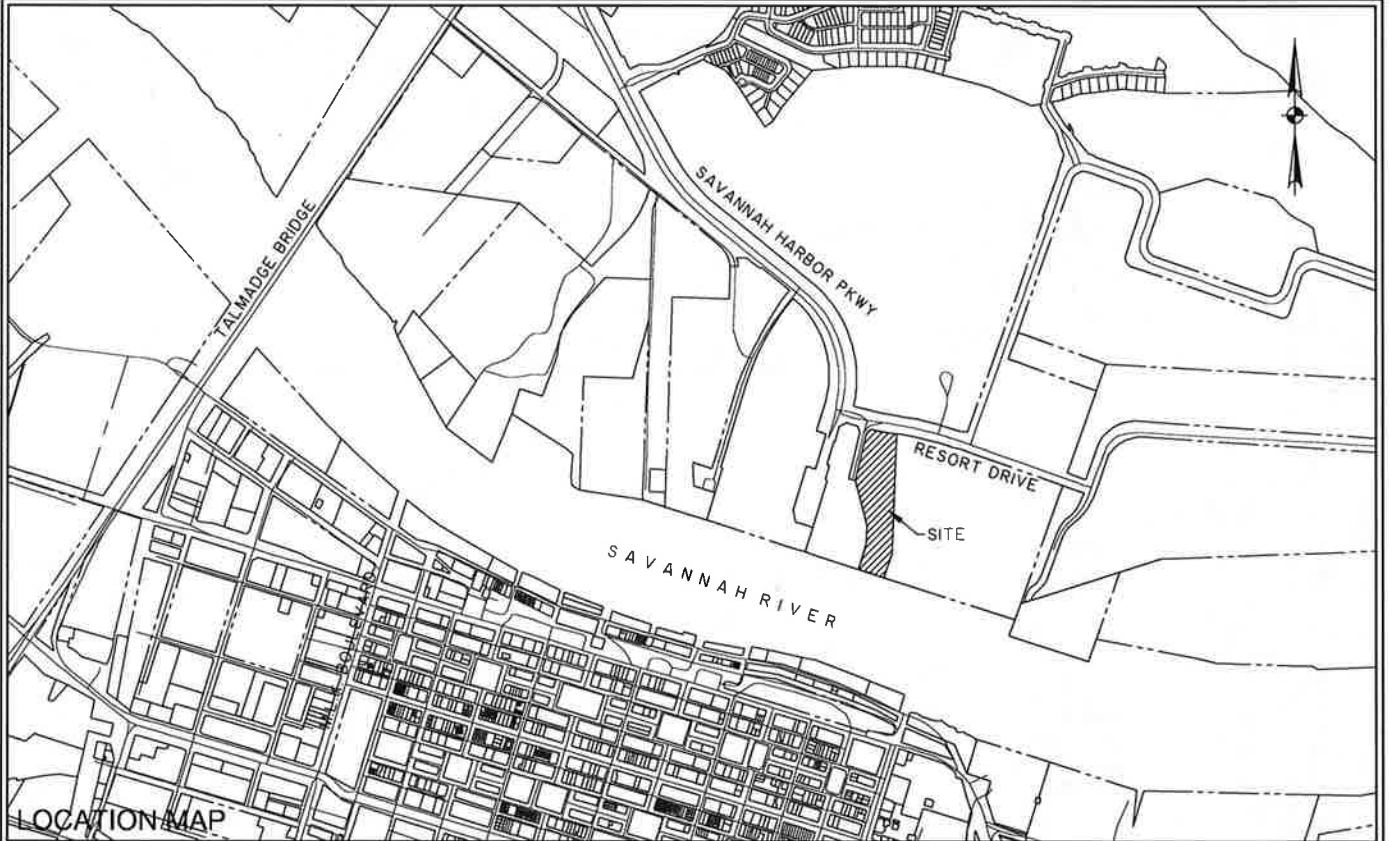 SAVANNAH HARBOR PKWY
TALMADGE BRIDGE
RESORT DRIVE
SITE
SAVANNAH RIVER
LOCATION MAP